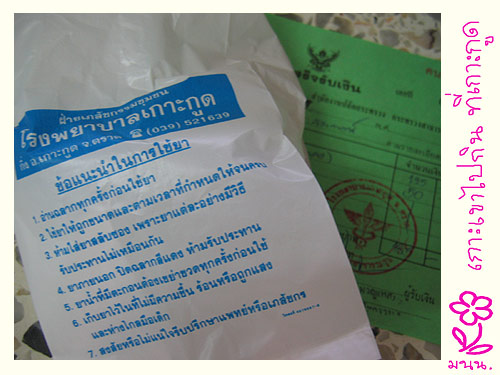 ฝ่ายเภสัชกรรมชุมชน
โรงพยาบาลเกาะกูด
กิ่ง อ.เกาะกูด จ.ตราด ☎ (039) 521639
ข้อแนะนำในการใช้ยา
1. อ่านฉลากทุกครั้งก่อนใช้ยา
2. ใช้ยาให้ถูกขนาดและตามเวลาที่กำหนดให้จนครบ
3. ห้ามใส่ยาสลับซอง เพราะยาแต่ละอย่างมีวิธี
รับประทานไม่เหมือนกัน
4. ยาภายนอก ปิดฉลากสีแดง ห้ามรับประทาน
5. ยาน้ำที่มีตะกอนต้องเขย่าขวดทุกครั้งก่อนใช้
6. เก็บยาไว้ในที่ไม่มีความชื้น ร้อนหรือถูกแสง
และห่างไกลมือเด็ก
7. สงสัยหรือไม่แน่ใจรีบปรึกษาแพทย์หรือเภสัชกร
เล่มที่
จำนวนเงิน
ผู้รับเงิน
เกาะเขาไปกิน ที่เกาะกูด
มนน.